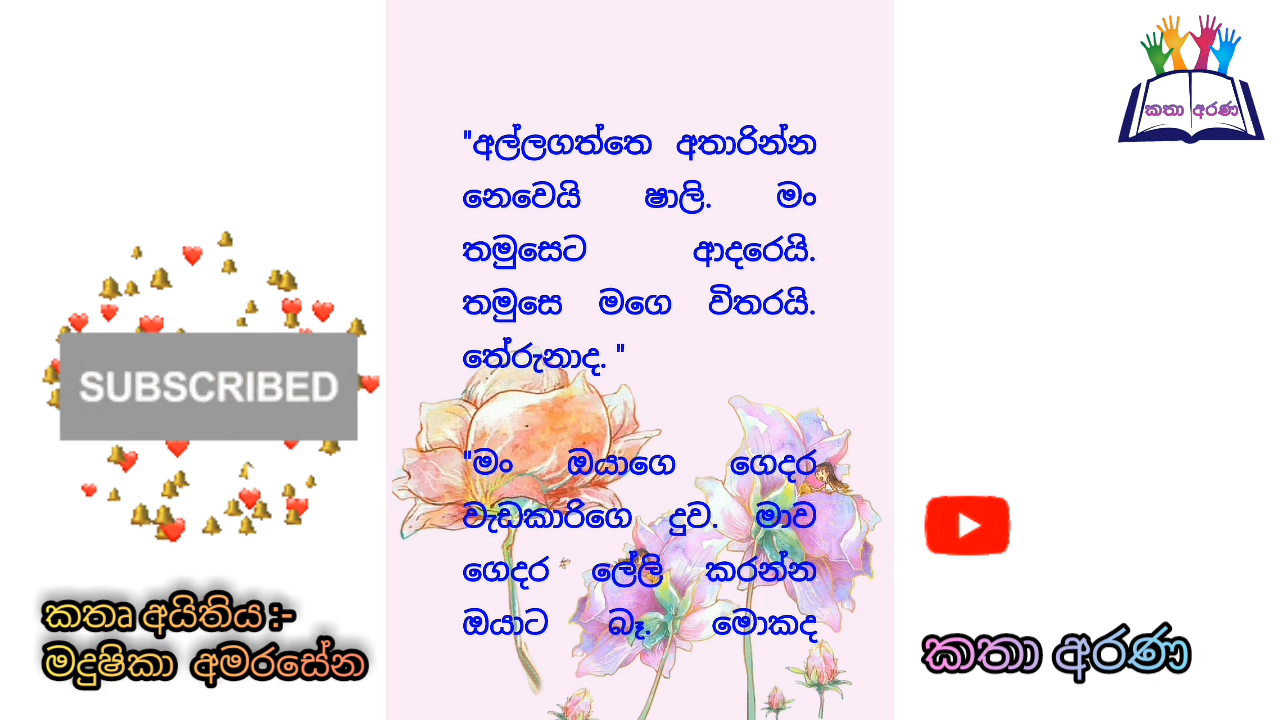 කතා අරණ
"අල්ලගත්තෙ අතාරින්න
නෙවෙයි ෂාලි. මං
තමුසෙට ආදරෙයි.
තමුසෙ මගෙ විතරයි.
තේරුනාද. "
"මං ඔයාගෙ ගෙදර
වැඩකාරිගෙ දුව. මාව
ගෙදර ලේලි කරන්න
ඔයාට බෑ. මොකද
SUBSCRIBED
කතෘ අයිතිය :-
මදුෂිකා අමරසේන
කතා අරණ